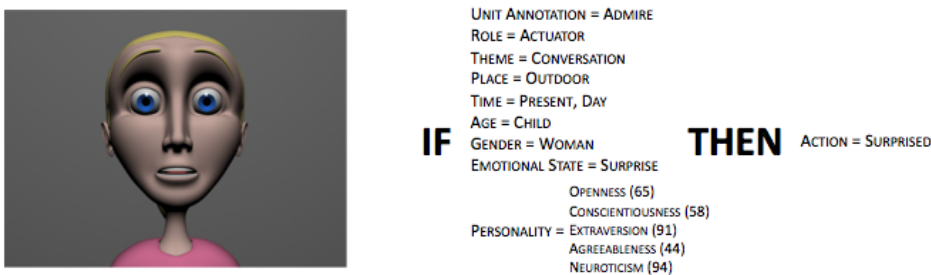 UNIT ANNOTATION = ADMIRE
ROLE = ACTUATOR
THEME = CONVERSATION
PLACE = OUTDOOR
TIME = PRESENT, DAY
AGE = CHILD
IF
GENDER = WOMAN
THEN
ACTION = SURPRISED
EMOTIONAL STATE = SURPRISE
OPENNESS (65)
CONSCIENTIOUSNESS (58)
PERSONALITY = EXTRAVERSION (91)
AGREEABLENESS (44)
NEUROTICISM (94)